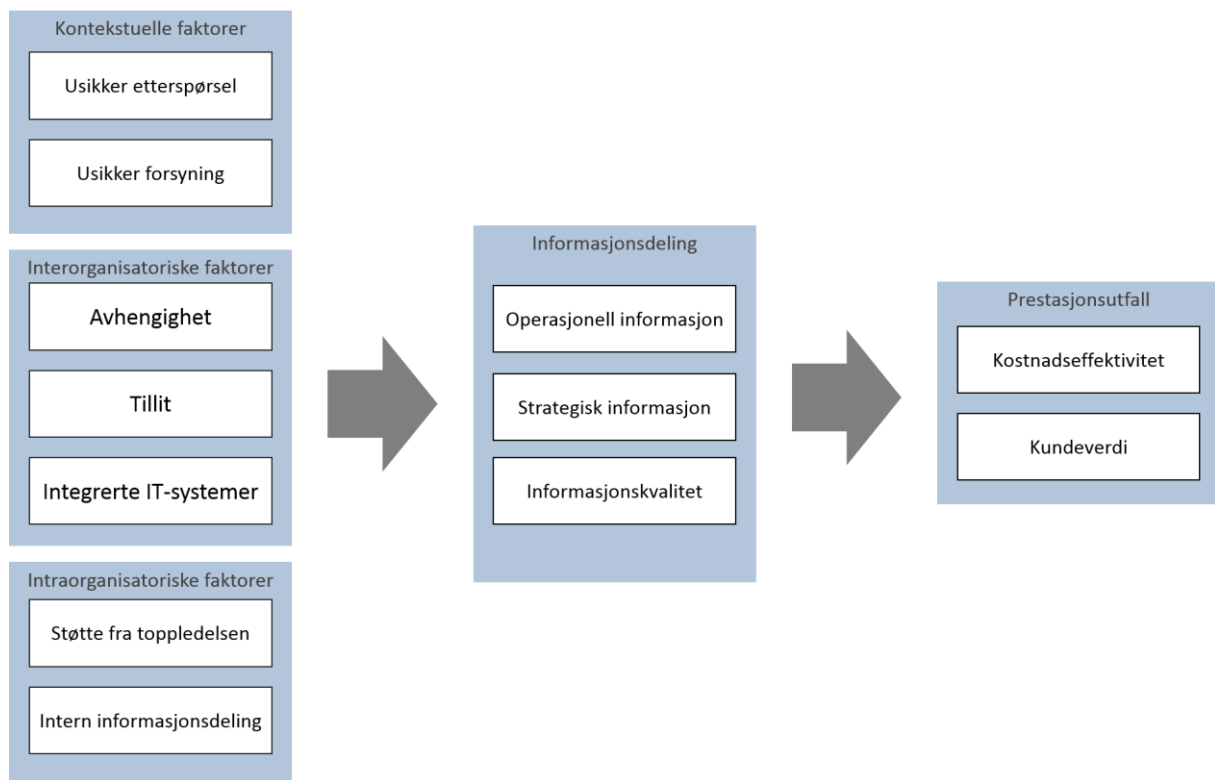 Kontekstuelle faktorer
Usikker etterspørsel
Usikker forsyning
Interorganisatoriske faktorer
Avhengighet
Tillit
Integrerte IT-systemer
Intraorganisatoriske faktorer
Støtte fra toppledelsen
Intern informasjonsdeling
Informasjonsdeling
Operasjonell informasjon
Strategisk informasjon
Informasjonskvalitet
Prestasjonsutfall
Kostnadseffektivitet
Kundeverdi